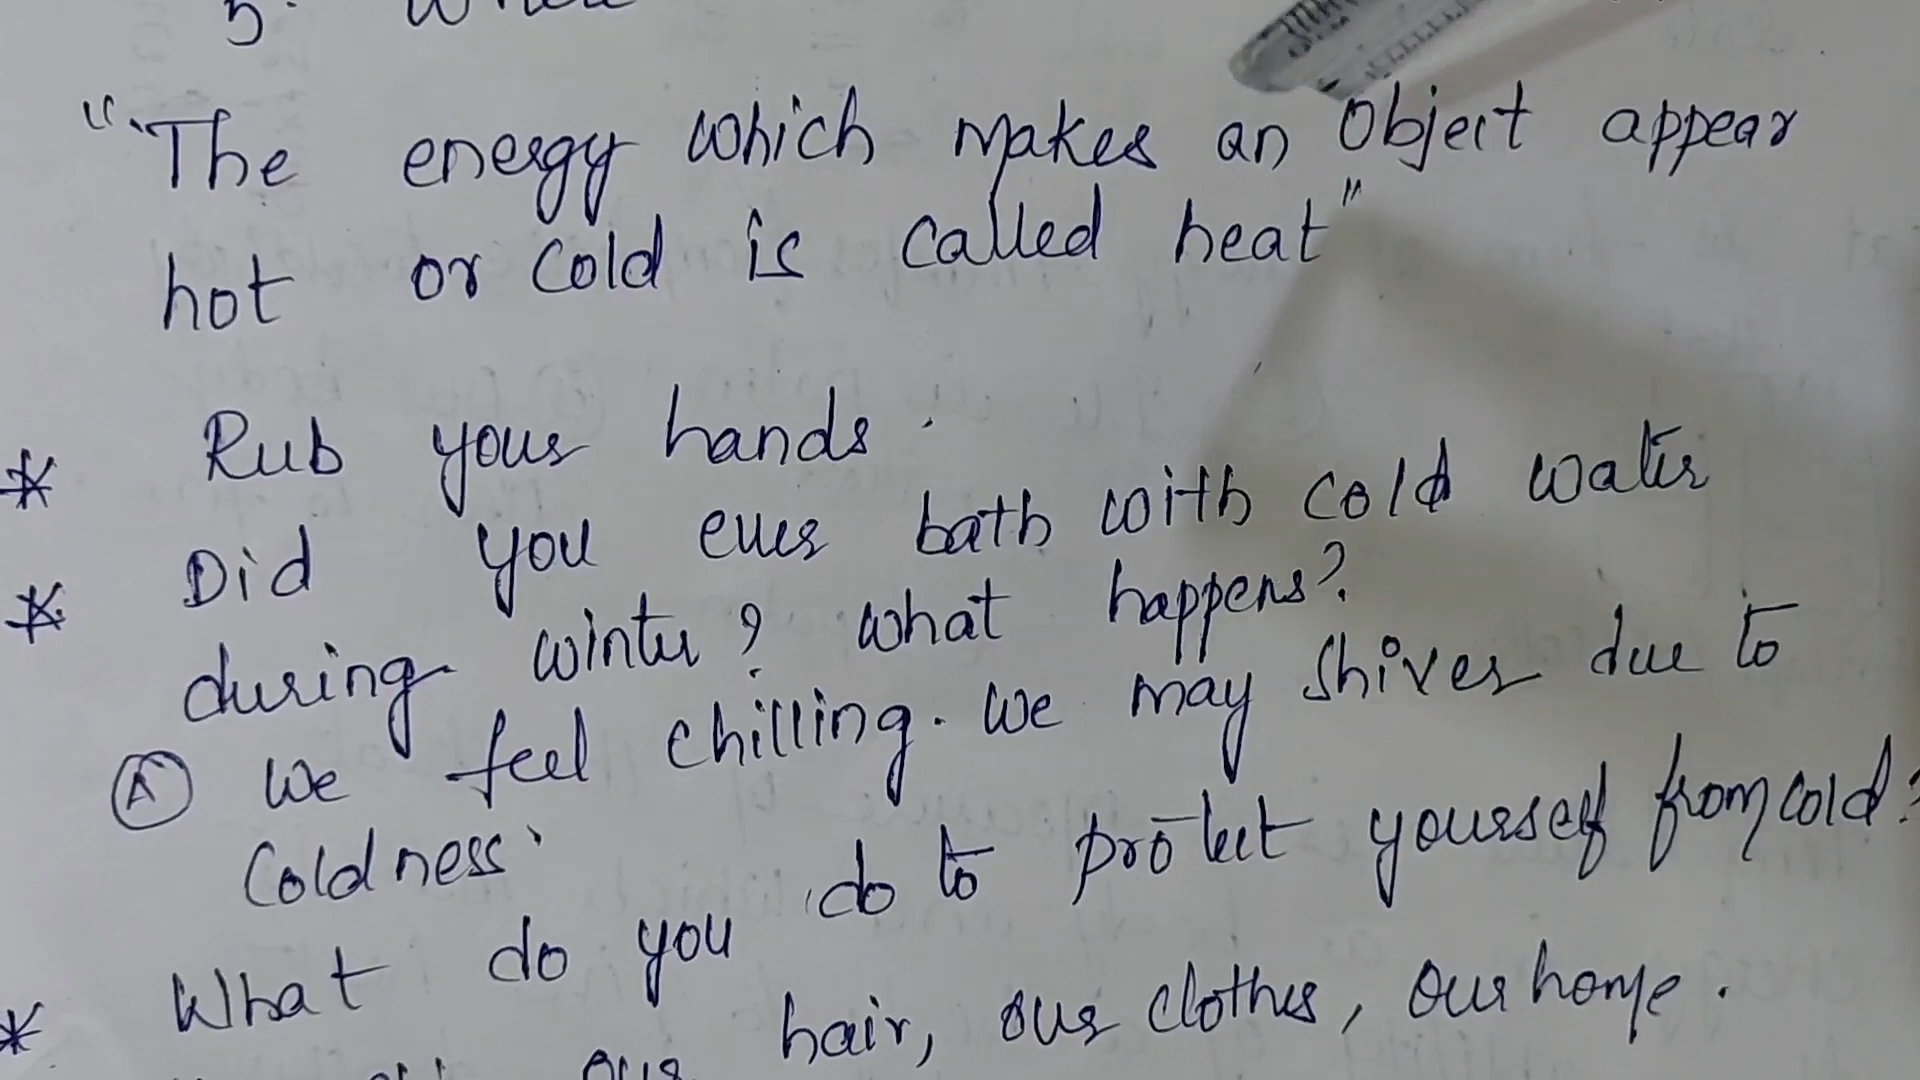 "The energy which makes an Object appear
hot or Cold is called heat"
* Rub your hands.
* Did you ever bath with cold water
during winter? what happens?
Ⓐ We feel chilling. We may shiver due to
Coldness.
* What do you do to protect yourself from cold?
our hair, our clothes, our home.